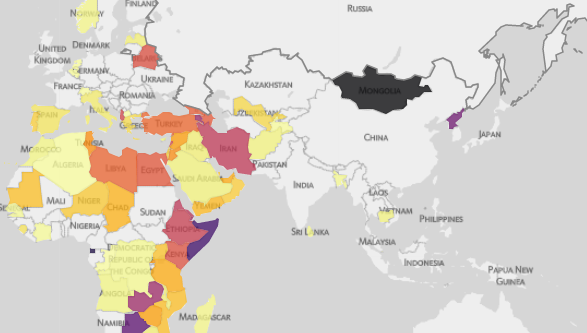 FINLAND
NORWAY
RUSSIA
UNITED
KINGDOM
DENMARK
BELARUS
GERMANY
UKRAINE
FRANCE
ROMANIA
KAZAKHSTAN
MONGOLIA
ITALY
SPAIN
GREECE
TURKEY
UZBEKISTAN
CHINA
JAPAN
TUNISIA
MOROCCO
ALGERIA
LIBYA
EGYPT
IRAQ
IRAN
PAKISTAN
SAUDI ARABIA
INDIA
LAOS
MALI
NIGER
CHAD
SUDAN
YEMEN
VIETNAM
PHILIPPINES
NIGERIA
ETHIOPIA
SRI LANKA
MALAYSIA
DEMOCRATIC
REPUBLIC OF
THE CONGO
KENYA
INDONESIA
PAPUA NEW
GUINEA
ANGOLA
NAMIBIA
MADAGASCAR